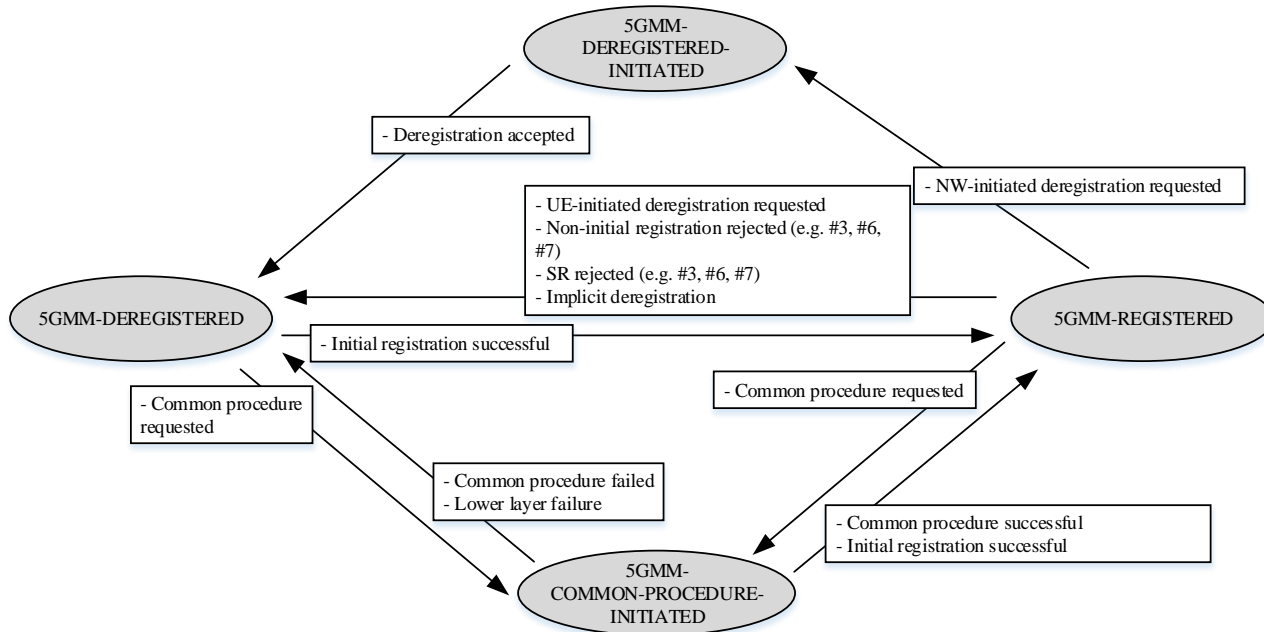 5GMM-
DEREGISTERED-
INITIATED
- Deregistration accepted
- NW-initiated deregistration requested
- UE-initiated deregistration requested
- Non-initial registration rejected (e.g. #3, #6,
#7)
- SR rejected (e.g. #3, #6, #7)
- Implicit deregistration
5GMM-DEREGISTERED
5GMM-REGISTERED
- Initial registration successful
- Common procedure
requested
- Common procedure requested
- Common procedure failed
- Lower layer failure
- Common procedure successful
- Initial registration successful
5GMM-
COMMON-PROCEDURE-
INITIATED